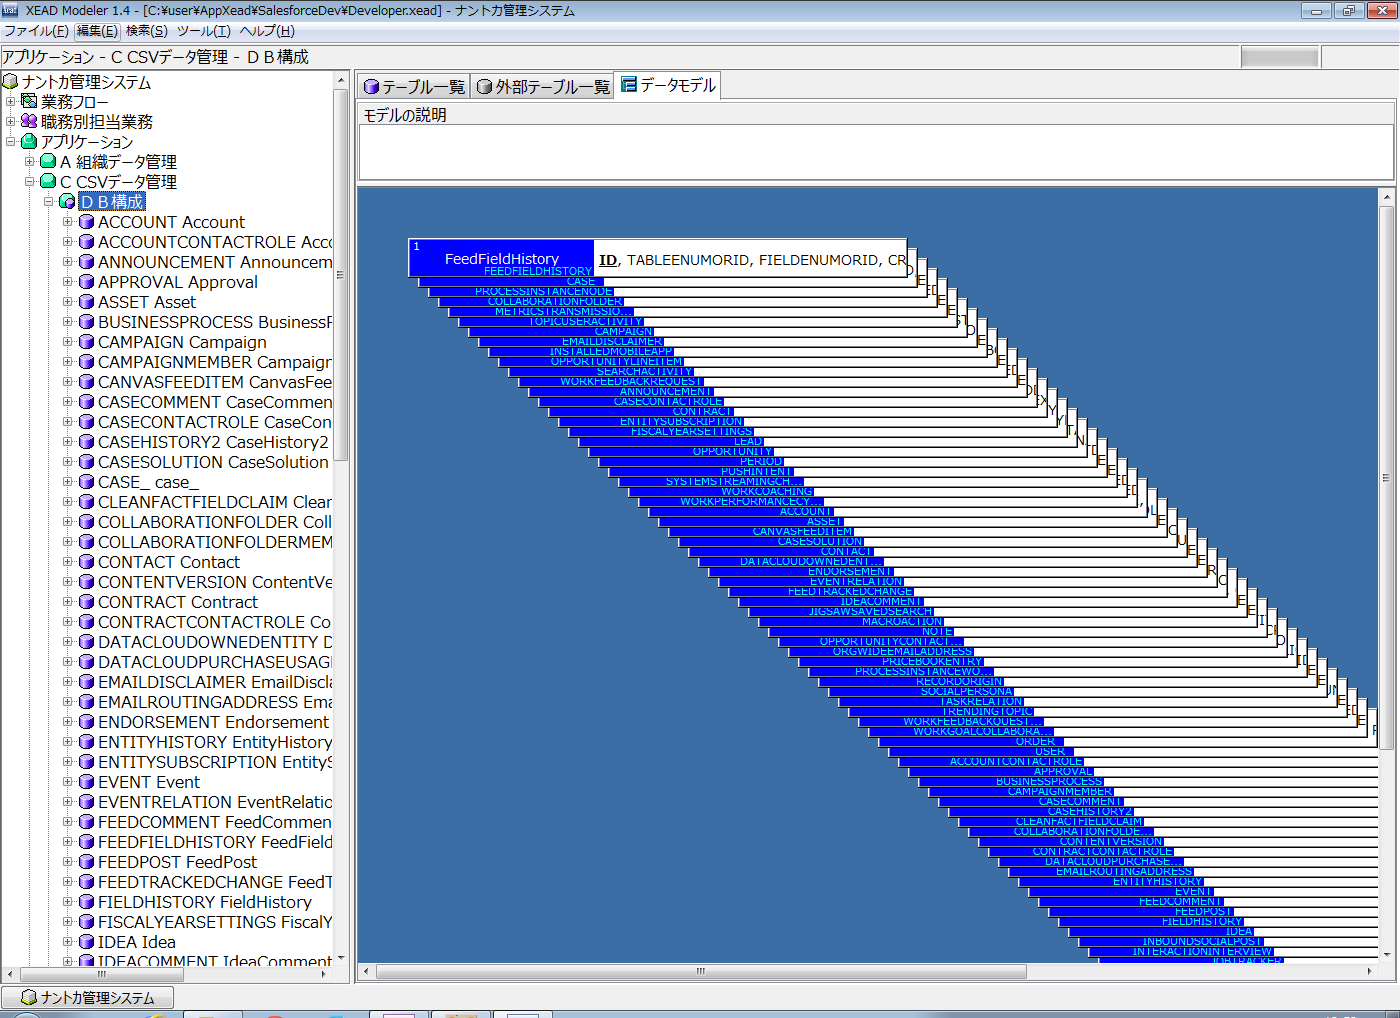 XEAD Modeler 1.4 - [C:¥user¥AppXead¥SalesforceDev¥Developer.xead] - ナントカ管理システム
ファイル(F) 編集(E) 検索(S) ツール(T) ヘルプ(H)
アプリケーション - C CSVデータ管理 - ＤＢ構成
ナントカ管理システム
業務フロー
職務別担当業務
アプリケーション
A 組織データ管理
C CSVデータ管理
ＤＢ構成
ACCOUNT Account
ACCOUNTCONTACTROLE Acco
ANNOUNCEMENT Announcem
APPROVAL Approval
ASSET Asset
BUSINESSPROCESS BusinessP
CAMPAIGN Campaign
CAMPAIGNMEMBER Campaign
CANVASFEEDITEM CanvasFee
CASECOMMENT CaseCommen
CASECONTACTROLE CaseCon
CASEHISTORY2 CaseHistory2
CASESOLUTION CaseSolution
CASE_ case_
CLEANFACTFIELDCLAIM Clear
COLLABORATIONFOLDER Coll
COLLABORATIONFOLDERMEM
CONTACT Contact
CONTENTVERSION ContentVe
CONTRACT Contract
CONTRACTCONTACTROLE Co
DATACLOUDOWNEDENTITY D
DATACLOUDPURCHASEUSAG
EMAILDISCLAIMER EmailDiscla
EMAILROUTINGADDRESS Ema
ENDORSEMENT Endorsement
ENTITYHISTORY EntityHistory
ENTITYSUBSCRIPTION EntityS
EVENT Event
EVENTRELATION EventRelatio
FEEDCOMMENT FeedCommen
FEEDFIELDHISTORY FeedField
FEEDPOST FeedPost
FEEDTRACKEDCHANGE FeedT
FIELDHISTORY FieldHistory
FISCALYEARSETTINGS FiscalY
IDEA Idea
IDEACOMMENT IdeaComment
テーブル一覧 外部テーブル一覧 データモデル
モデルの説明
1
FeedFieldHistory
FEEDFIELDHISTORY
ID, TABLEENUMORID, FIELDENUMORID, CR
CASE
PROCESSINSTANCENODE
COLLABORATIONFOLDER
METRICSTRANSMISSIO...
TOPICUSERACTIVITY
CAMPAIGN
EMAILDISCLAIMER
INSTALLEDMOBILEAPP
OPPORTUNITYLINEITEM
SEARCHACTIVITY
WORKFEEDBACKREQUEST
ANNOUNCEMENT
CASECONTACTROLE
CONTRACT
ENTITYSUBSCRIPTION
FISCALYEARSETTINGS
LEAD
OPPORTUNITY
PERIOD
PUSHINTENT
SYSTEMSTREAMINGCH...
WORKCOACHING
WORKPERFORMANCECY...
ACCOUNT
ASSET
CANVASFEEDITEM
CASESOLUTION
CONTACT
DATACLOUDOWNEDENT...
ENDORSEMENT
EVENTRELATION
FEEDTRACKEDCHANGE
IDEACOMMENT
JIGSAWSAVEDSEARCH
MACROACTION
NOTE
OPPORTUNITYCONTACT...
ORGWIDEEMAILADDRESS
PRICEBOOKENTRY
PROCESSINSTANCEWO...
RECORDORIGIN
SOCIALPERSONA
TASKRELATION
TRENDINGTOPIC
WORKFEEDBACKQUEST...
WORKGOALCOLLABORA...
ORDER
USER
ACCOUNTCONTACTROLE
APPROVAL
BUSINESSPROCESS
CAMPAIGNMEMBER
CASECOMMENT
CASEHISTORY2
CLEANFACTFIELDCLAIM
COLLABORATIONFOLDE...
CONTENTVERSION
CONTRACTCONTACTROLE
DATACLOUDPURCHASE...
EMAILROUTINGADDRESS
ENTITYHISTORY
EVENT
FEEDCOMMENT
FEEDPOST
FIELDHISTORY
IDEA
INBOUNDSOCIALPOST
INTERACTIONINTERVIEW
JOBTRACKER
ナントカ管理システム